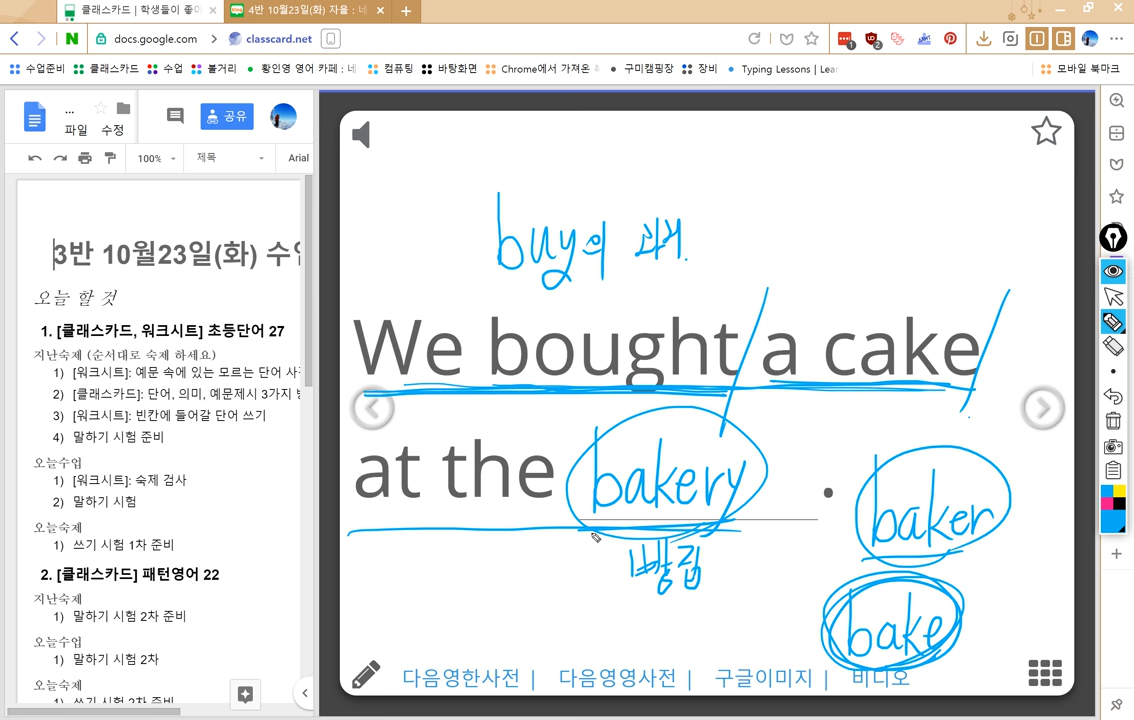 클래스카드 | 학생들이 좋아
4반 10월23일(화) 자율 : 네
docs.google.com > classcard.net
수업준비 클래스카드 수업 볼거리 황인영 영어 카페 : 네 컴퓨팅 바탕화면 Chrome에서 가져온 구미캠핑장 장비 Typing Lessons | Lear 모바일 북마크
...
공유
파일 수정
100% 제목 Arial
3반 10월23일(화) 수업
오늘 할 것
1. [클래스카드, 워크시트] 초등단어 27
지난숙제 (순서대로 숙제 하세요)
1) [워크시트]: 예문 속에 있는 모르는 단어 사
2) [클래스카드]: 단어, 의미, 예문제시 3가지
3) [워크시트]: 빈칸에 들어갈 단어 쓰기
4) 말하기 시험 준비
오늘수업
1) [워크시트]: 숙제 검사
2) 말하기 시험
오늘숙제
1) 쓰기 시험 1차 준비
2. [클래스카드] 패턴영어 22
지난숙제
1) 말하기 시험 2차 준비
오늘수업
1) 말하기 시험 2차
오늘숙제
1) 쓰기 시험 2차 준비
buy의 과거.
We bought a cake
at the bakery .
baker
bake
다음영한사전 | 다음영영사전 | 구글이미지 | 비디오